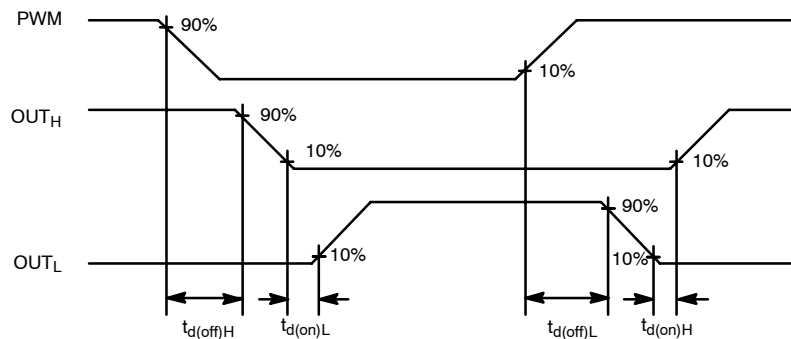 PWM
90%
10%
OUTH
90%
10%
10%
90%
OUTL
10%
10%
td(off)H
td(on)L
td(off)L
td(on)H